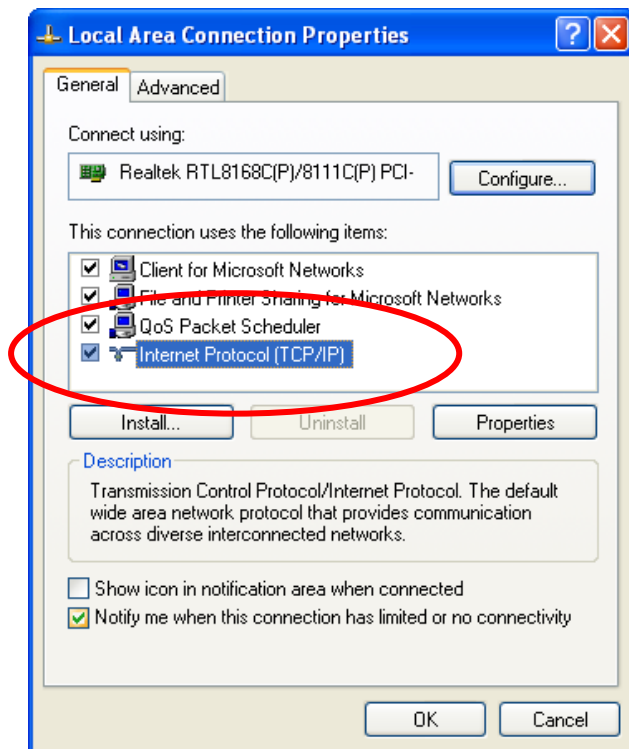 Local Area Connection Properties
General Advanced
Connect using:
Realtek RTL8168C(P)/8111C(P) PCI-
Configure...
This connection uses the following items:
Client for Microsoft Networks
File and Printer Sharing for Microsoft Networks
QoS Packet Scheduler
Internet Protocol (TCP/IP)
Install... Uninstall Properties
Description
Transmission Control Protocol/Internet Protocol. The default
wide area network protocol that provides communication
across diverse interconnected networks.
Show icon in notification area when connected
Notify me when this connection has limited or no connectivity
OK Cancel